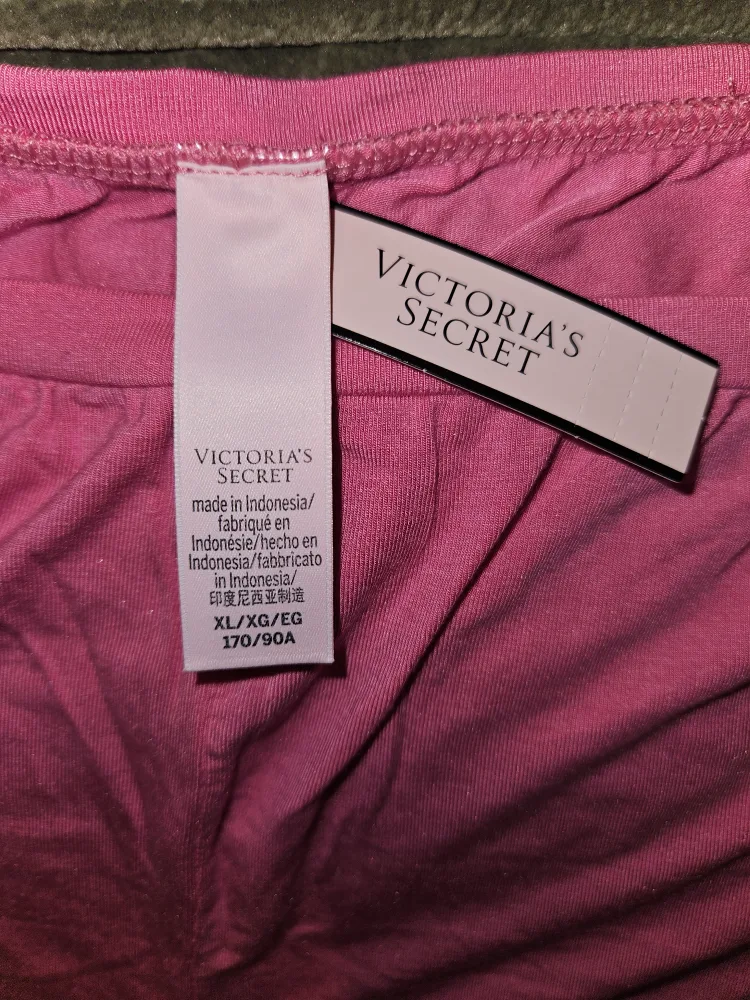 VICTORIA'S
SECRET
VICTORIA'S
SECRET
made in Indonesia/
fabriqué en
Indonésie/hecho en
Indonesia/fabbricato
in Indonesia/
印度尼西亚制造
XL/XG/EG
170/90A